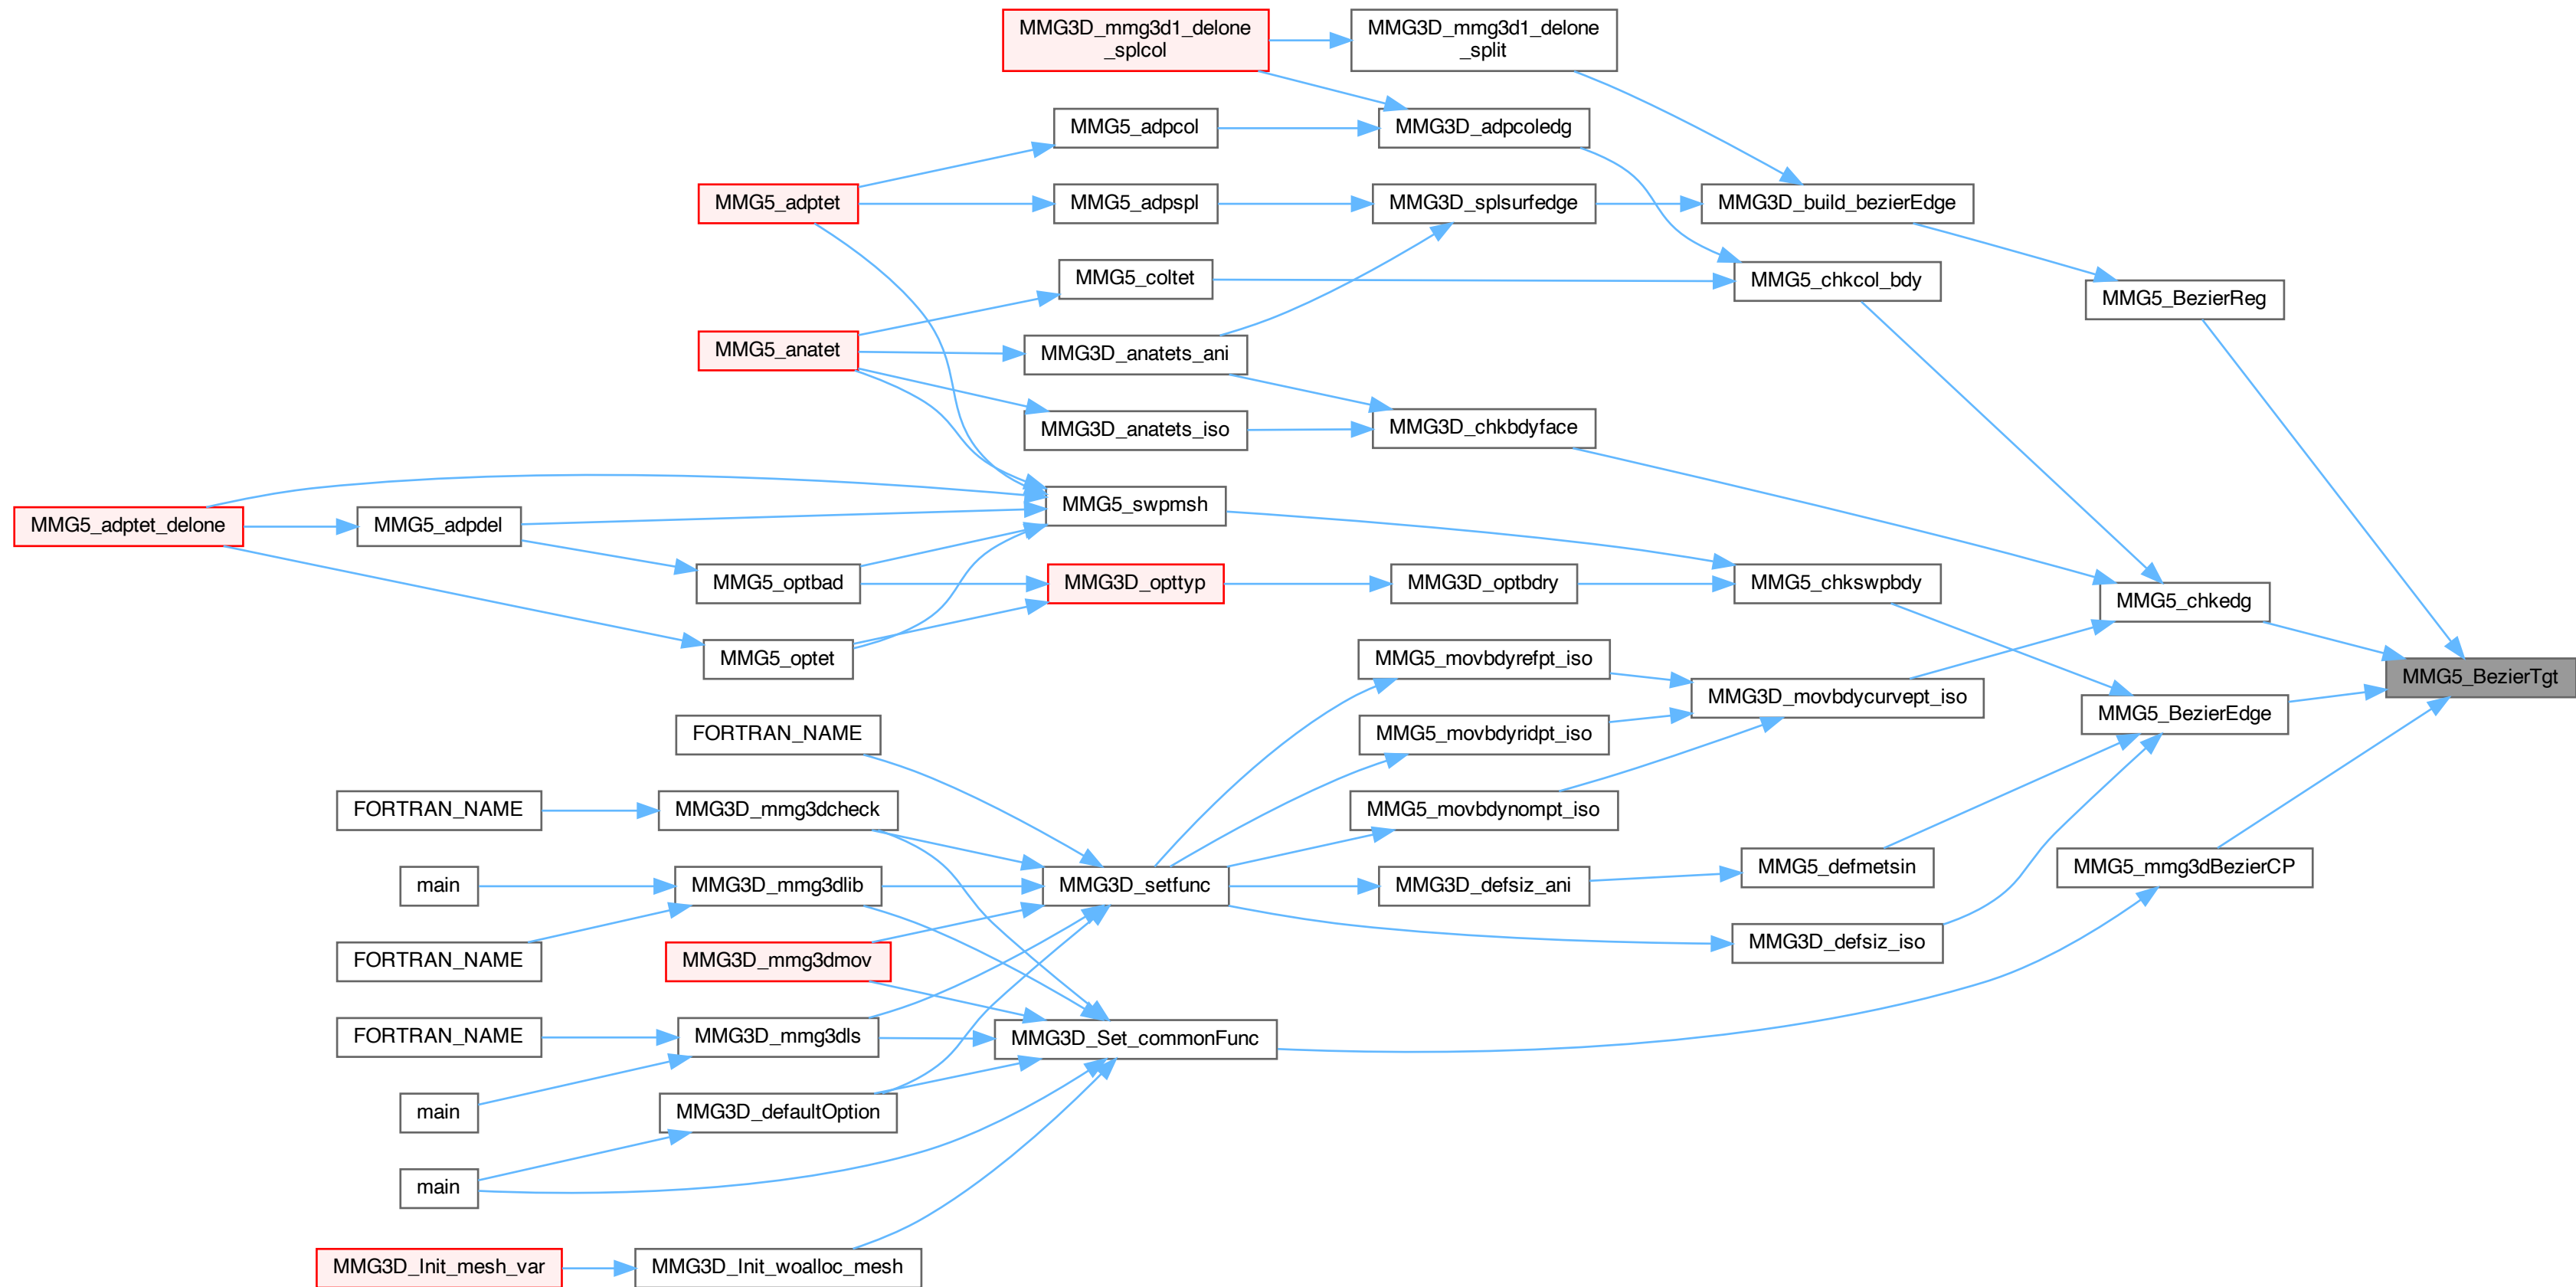 MMG3D_mmg3d1_delone
_splcol
MMG3D_mmg3d1_delone
_split
MMG5_adpcol
MMG3D_adpcoledg
MMG5_adptet
MMG5_adpspl
MMG3D_splsurfedge
MMG3D_build_bezierEdge
MMG5_coltet
MMG5_chkcol_bdy
MMG5_BezierReg
MMG5_anatet
MMG3D_anatets_ani
MMG3D_anatets_iso
MMG3D_chkbdyface
MMG5_swpmsh
MMG5_adptet_delone
MMG5_adpdel
MMG5_optbad
MMG3D_opttyp
MMG3D_optbdry
MMG5_chkswpbdy
MMG5_chkedg
MMG5_optet
MMG5_movbdyrefpt_iso
MMG5_BezierTgt
MMG3D_movbdycurvept_iso
MMG5_BezierEdge
FORTRAN_NAME
MMG5_movbdyridpt_iso
FORTRAN_NAME
MMG3D_mmg3dcheck
MMG5_movbdynompt_iso
MMG5_defmetsin
MMG5_mmg3dBezierCP
main
MMG3D_mmg3dlib
MMG3D_setfunc
MMG3D_defsiz_ani
MMG3D_defsiz_iso
FORTRAN_NAME
MMG3D_mmg3dmov
FORTRAN_NAME
MMG3D_mmg3dls
MMG3D_Set_commonFunc
main
MMG3D_defaultOption
main
MMG3D_Init_mesh_var
MMG3D_Init_woalloc_mesh